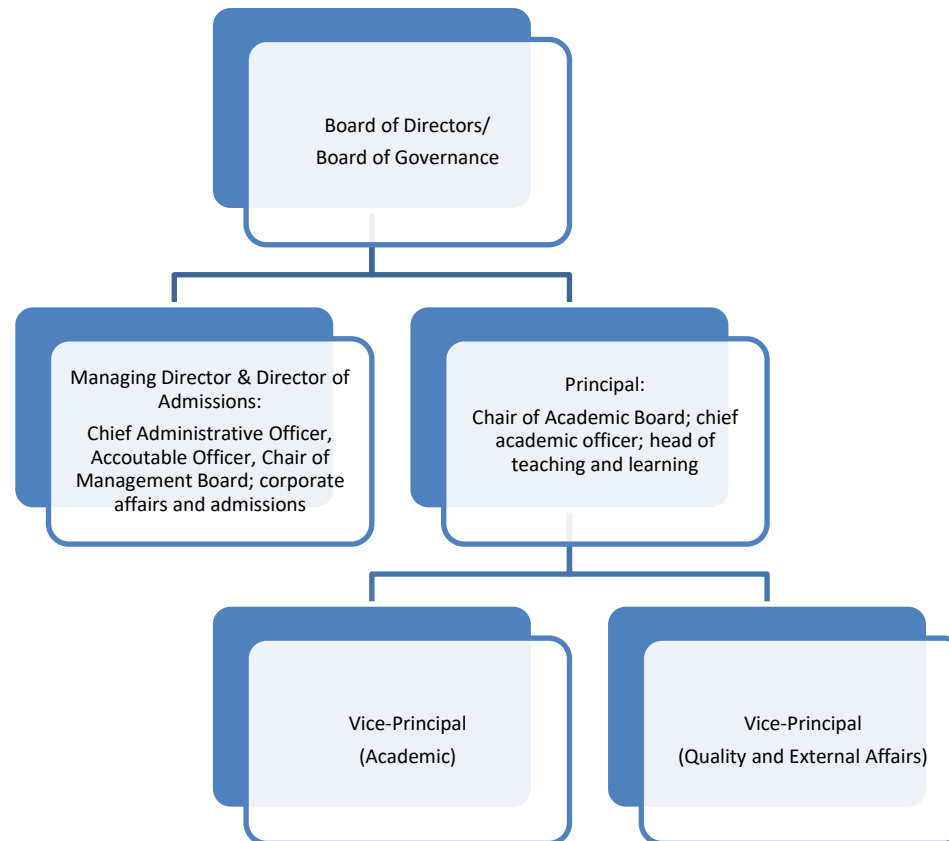 Board of Directors/
Board of Governance
Managing Director & Director of
Admissions:
Chief Administrative Officer,
Accoutable Officer, Chair of
Management Board; corporate
affairs and admissions
Principal:
Chair of Academic Board; chief
academic officer; head of
teaching and learning
Vice-Principal
(Academic)
Vice-Principal
(Quality and External Affairs)